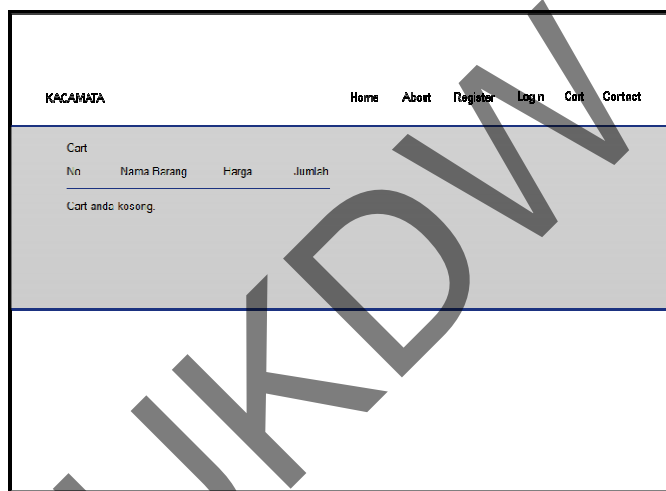 KACAMATA Home About Register Login Cart Contact
Cart
No Nama Barang Harga Jumlah
Cart anda kosong.
UKDW